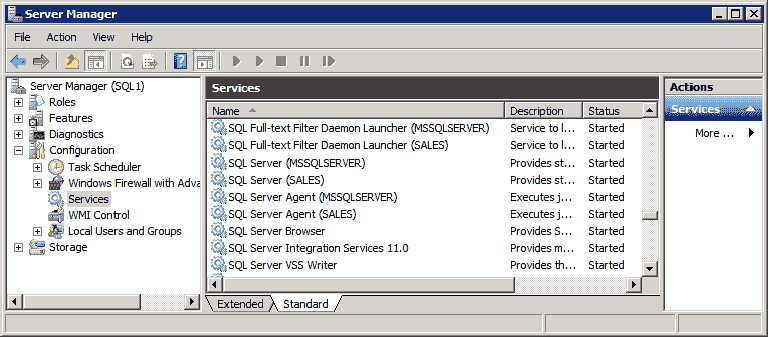 Server Manager
File Action View Help
Server Manager (SQL1)
Roles
Features
Diagnostics
Configuration
Task Scheduler
Windows Firewall with Adva
Services
WMI Control
Local Users and Groups
Storage
Services
Name Description Status
SQL Full-text Filter Daemon Launcher (MSSQLSERVER) Service to l... Started
SQL Full-text Filter Daemon Launcher (SALES) Service to l... Started
SQL Server (MSSQLSERVER) Provides st... Started
SQL Server (SALES) Provides st... Started
SQL Server Agent (MSSQLSERVER) Executes j... Started
SQL Server Agent (SALES) Executes j... Started
SQL Server Browser Provides S... Started
SQL Server Integration Services 11.0 Provides m... Started
SQL Server VSS Writer Provides th... Started
Extended Standard
Actions
Services
More ...